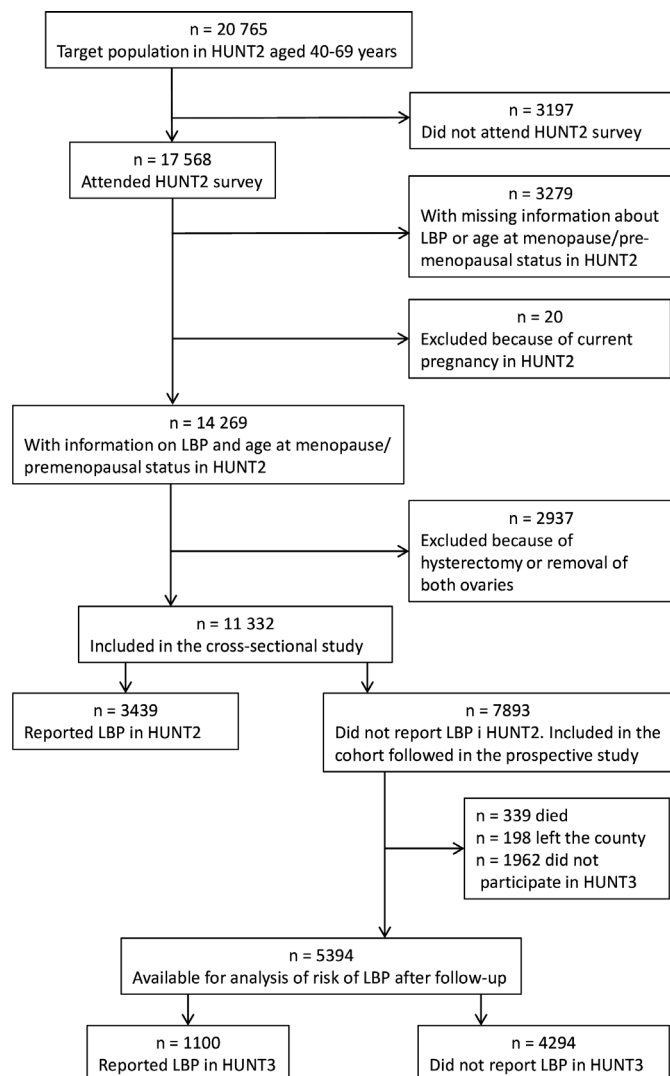 n = 20 765
Target population in HUNT2 aged 40-69 years
n = 3197
Did not attend HUNT2 survey
n = 17 568
Attended HUNT2 survey
n = 3279
With missing information about
LBP or age at menopause/pre-
menopausal status in HUNT2
n = 20
Excluded because of current
pregnancy in HUNT2
n = 14 269
With information on LBP and age at menopause/
premenopausal status in HUNT2
n = 2937
Excluded because of
hysterectomy or removal of
both ovaries
n = 11 332
Included in the cross-sectional study
n = 3439
Reported LBP in HUNT2
n = 7893
Did not report LBP i HUNT2. Included in the
cohort followed in the prospective study
n = 339 died
n = 198 left the county
n = 1962 did not
participate in HUNT3
n = 5394
Available for analysis of risk of LBP after follow-up
n = 1100
Reported LBP in HUNT3
n = 4294
Did not report LBP in HUNT3